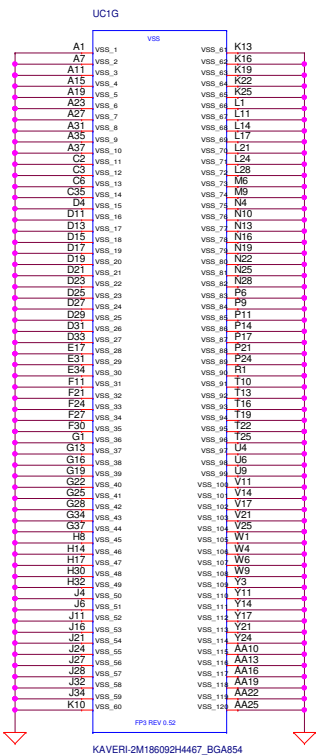 UC1G
VSS
A1 VSS_1 VSS_61 K13
A7 VSS_2 VSS_62 K16
A11 VSS_3 VSS_63 K19
A15 VSS_4 VSS_64 K22
A19 VSS_5 VSS_65 K25
A23 VSS_6 VSS_66 L1
A27 VSS_7 VSS_67 L11
A31 VSS_8 VSS_68 L14
A35 VSS_9 VSS_69 L17
A37 VSS_10 VSS_70 L21
C2 VSS_11 VSS_71 L24
C3 VSS_12 VSS_72 L28
C6 VSS_13 VSS_73 M6
C35 VSS_14 VSS_74 M9
D4 VSS_15 VSS_75 N4
D11 VSS_16 VSS_76 N10
D13 VSS_17 VSS_77 N13
D15 VSS_18 VSS_78 N16
D17 VSS_19 VSS_79 N19
D19 VSS_20 VSS_80 N22
D21 VSS_21 VSS_81 N25
D23 VSS_22 VSS_82 N28
D25 VSS_23 VSS_83 P6
D27 VSS_24 VSS_84 P9
D29 VSS_25 VSS_85 P11
D31 VSS_26 VSS_86 P14
D33 VSS_27 VSS_87 P17
E17 VSS_28 VSS_88 P21
E31 VSS_29 VSS_89 P24
E34 VSS_30 VSS_90 R1
F11 VSS_31 VSS_91 T10
F21 VSS_32 VSS_92 T13
F24 VSS_33 VSS_93 T16
F27 VSS_34 VSS_94 T19
F30 VSS_35 VSS_95 T22
G1 VSS_36 VSS_96 T25
G13 VSS_37 VSS_97 U4
G16 VSS_38 VSS_98 U6
G19 VSS_39 VSS_99 U9
G22 VSS_40 VSS_100 V11
G25 VSS_41 VSS_101 V14
G28 VSS_42 VSS_102 V17
G34 VSS_43 VSS_103 V21
G37 VSS_44 VSS_104 V25
H8 VSS_45 VSS_105 W1
H14 VSS_46 VSS_106 W4
H17 VSS_47 VSS_107 W6
H30 VSS_48 VSS_108 W9
H32 VSS_49 VSS_109 Y3
J4 VSS_50 VSS_110 Y11
J6 VSS_51 VSS_111 Y14
J11 VSS_52 VSS_112 Y17
J16 VSS_53 VSS_113 Y21
J21 VSS_54 VSS_114 Y24
J24 VSS_55 VSS_115 AA10
J27 VSS_56 VSS_116 AA13
J28 VSS_57 VSS_117 AA16
J32 VSS_58 VSS_118 AA19
J34 VSS_59 VSS_119 AA22
K10 VSS_60 VSS_120 AA25
FP3 REV 0.52
KAVERI-2M186092H4467_BGA854